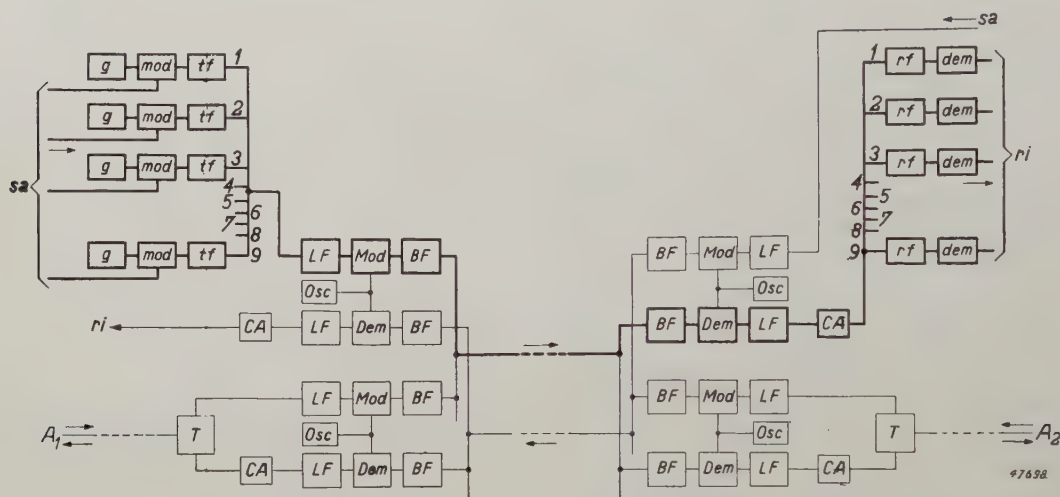 sa
g mod tf 1 1 rf dem
g mod tf 2 2 rf dem
g mod tf 3 3 rf dem
sa ri
4 4
5 5
6 6
7 7
8 8
g mod tf 9 9 rf dem
LF Mod BF BF Mod LF
Osc Osc
ri CA LF Dem BF BF Dem LF CA
LF Mod BF BF Mod LF
A1 T Osc Osc T A2
CA LF Dem BF BF Dem LF CA
47698